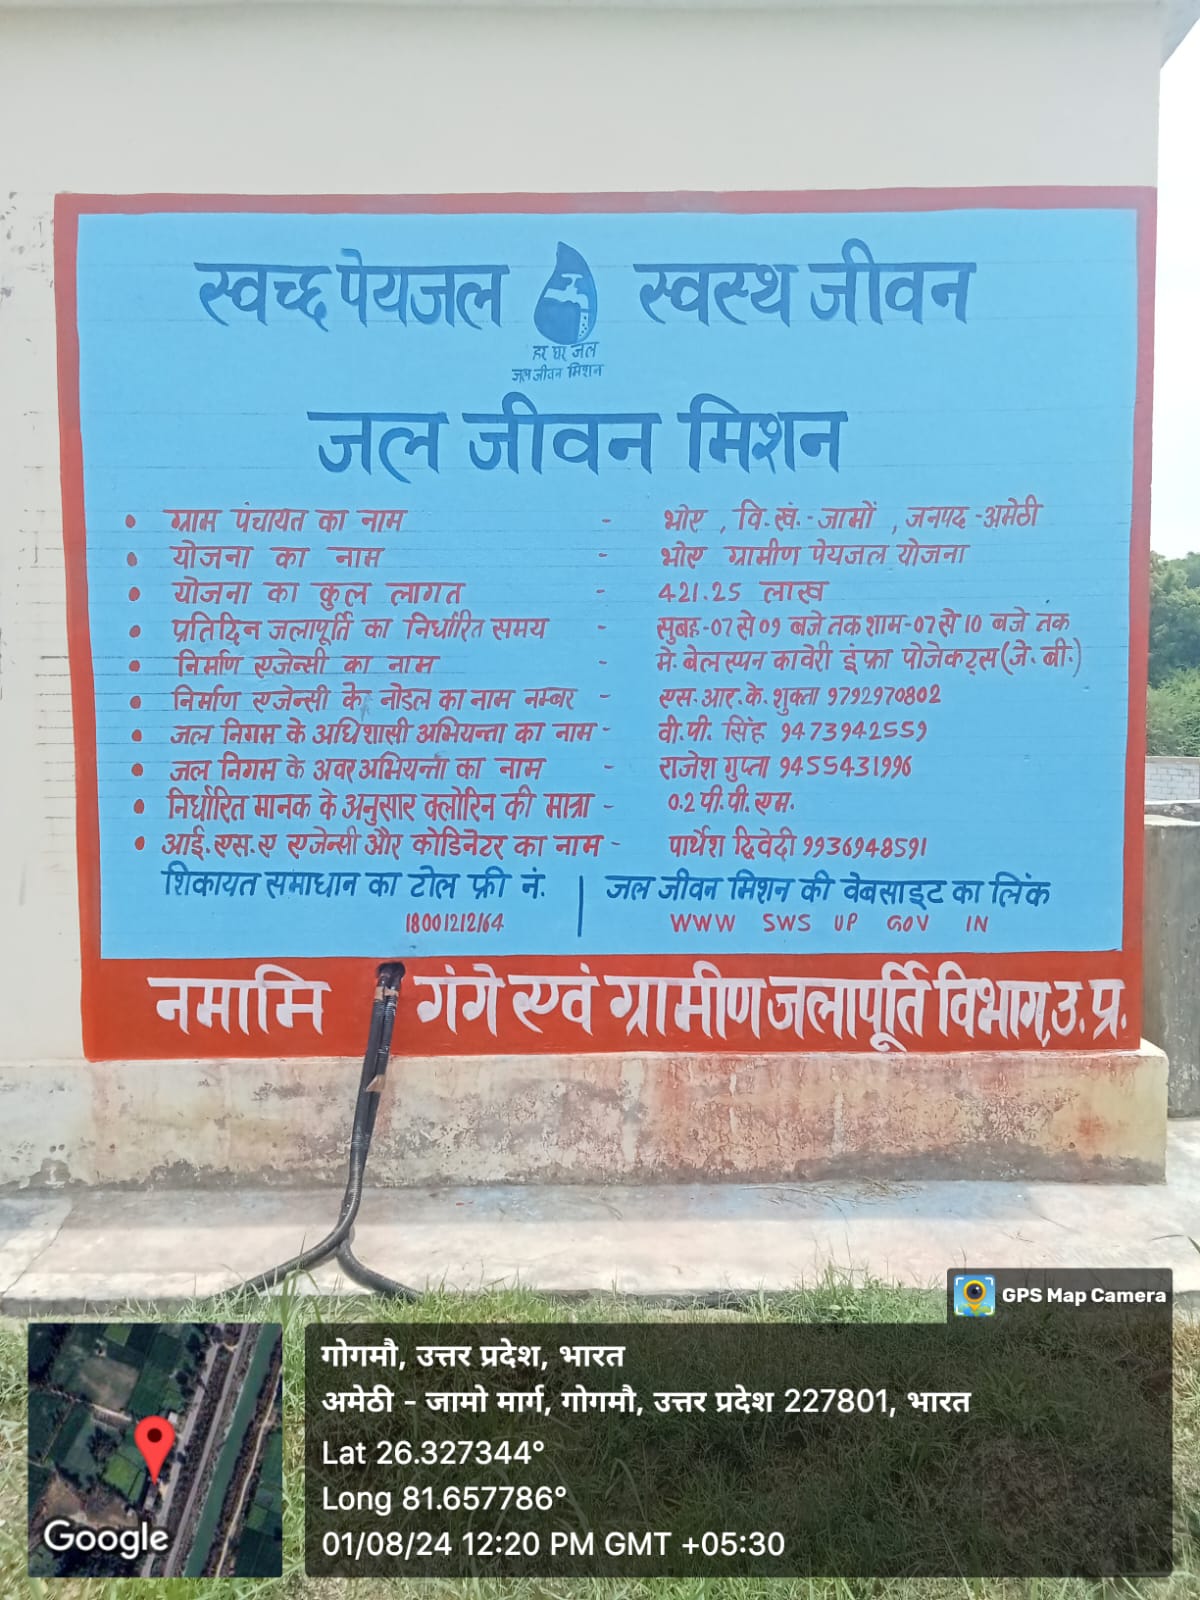 स्वच्छ पेयजल स्वस्थ जीवन
हर घर जल
जल जीवन मिशन
जल जीवन मिशन
• ग्राम पंचायत का नाम - भोए , वि.खं.-जामों , जनपद -अमेठी
• योजना का नाम - भोए ग्रामीण पेयजल योजना
• योजना का कुल लागत - 421.25 लाख
• प्रतिदिन जलापूर्ति का निर्धारित समय - सुबह-07 से 09 बजे तक शाम-07 से 10 बजे तक
• निर्माण एजेन्सी का नाम - मे. बेलस्पन कावेरी इंफ्रा पोजेकट्स (जे. बी.)
• निर्माण एजेन्सी के नोडल का नाम नम्बर - एस.आर.के. शुक्ला 9792970802
• जल निगम के अधिशासी अभियन्ता का नाम - वी.पी. सिंह 9473942559
• जल निगम के अवर अभियन्ता का नाम - राजेश गुप्ता 9455431996
• निर्धारित मानक के अनुसार क्लोरिन की मात्रा - 0.2 पी.पी.एम.
• आई.एस.ए एजेन्सी और कोडिनेटर का नाम - पार्थेश द्विवेदी 9936948591
शिकायत समाधान का टोल फ्री नं. | जल जीवन मिशन की वेबसाइट का लिंक
18001212164 WWW SWS UP GOV IN
नमामि गंगे एवं ग्रामीण जलापूर्ति विभाग, उ. प्र.
GPS Map Camera
गोगमौ, उत्तर प्रदेश, भारत
अमेठी - जामो मार्ग, गोगमौ, उत्तर प्रदेश 227801, भारत
Lat 26.327344°
Long 81.657786°
01/08/24 12:20 PM GMT +05:30
Google